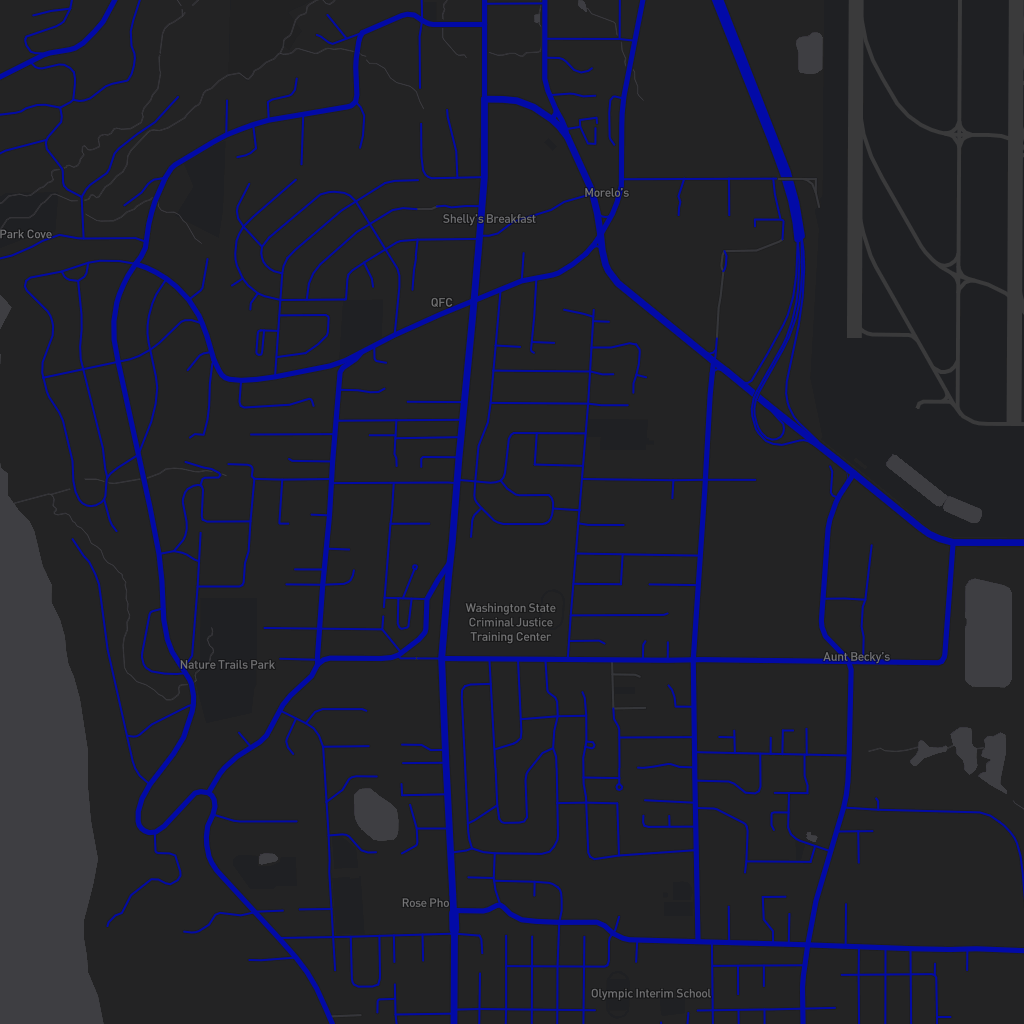 Morelo's
Shelly's Breakfast
Park Cove
QFC
Washington State
Criminal Justice
Training Center
Aunt Becky's
Nature Trails Park
Rose Pho
Olympic Interim School